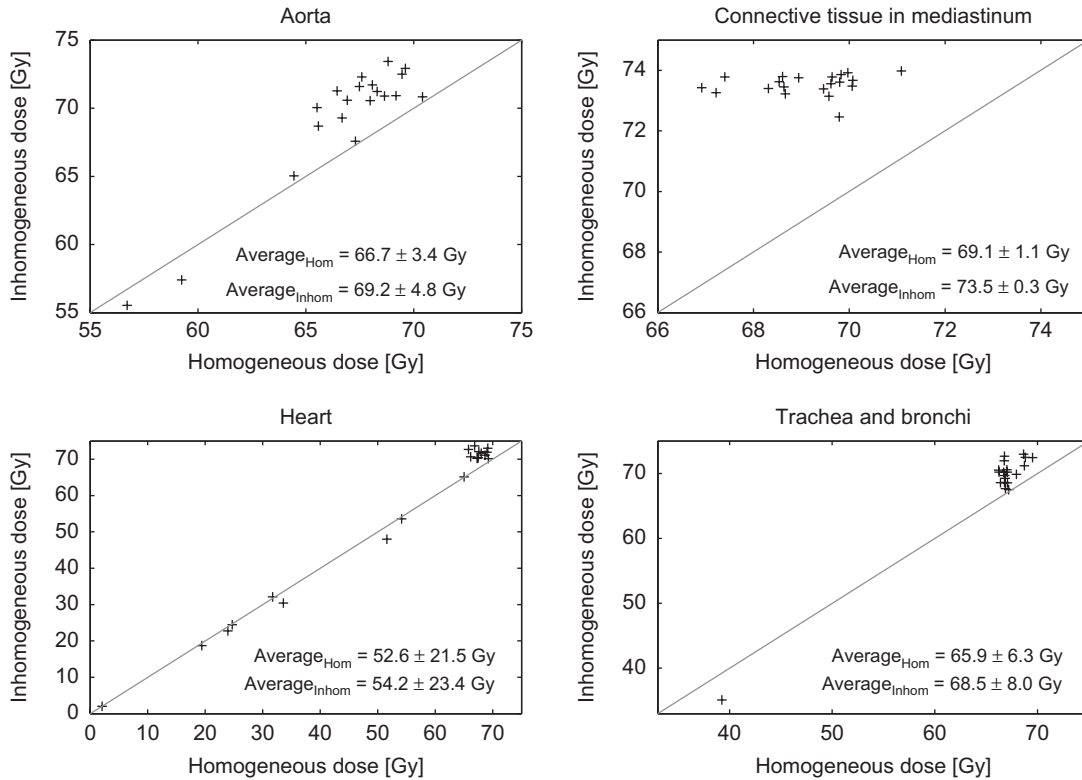 Aorta
75
70
65
60
55
55 60 65 70 75
Inhomogeneous dose [Gy]
Homogeneous dose [Gy]
Average_Hom = 66.7 ± 3.4 Gy
Average_Inhom = 69.2 ± 4.8 Gy
Connective tissue in mediastinum
74
72
70
68
66
66 68 70 72 74
Inhomogeneous dose [Gy]
Homogeneous dose [Gy]
Average_Hom = 69.1 ± 1.1 Gy
Average_Inhom = 73.5 ± 0.3 Gy
Heart
70
60
50
40
30
20
10
0
0 10 20 30 40 50 60 70
Inhomogeneous dose [Gy]
Homogeneous dose [Gy]
Average_Hom = 52.6 ± 21.5 Gy
Average_Inhom = 54.2 ± 23.4 Gy
Trachea and bronchi
70
60
50
40
40 50 60 70
Inhomogeneous dose [Gy]
Homogeneous dose [Gy]
Average_Hom = 65.9 ± 6.3 Gy
Average_Inhom = 68.5 ± 8.0 Gy